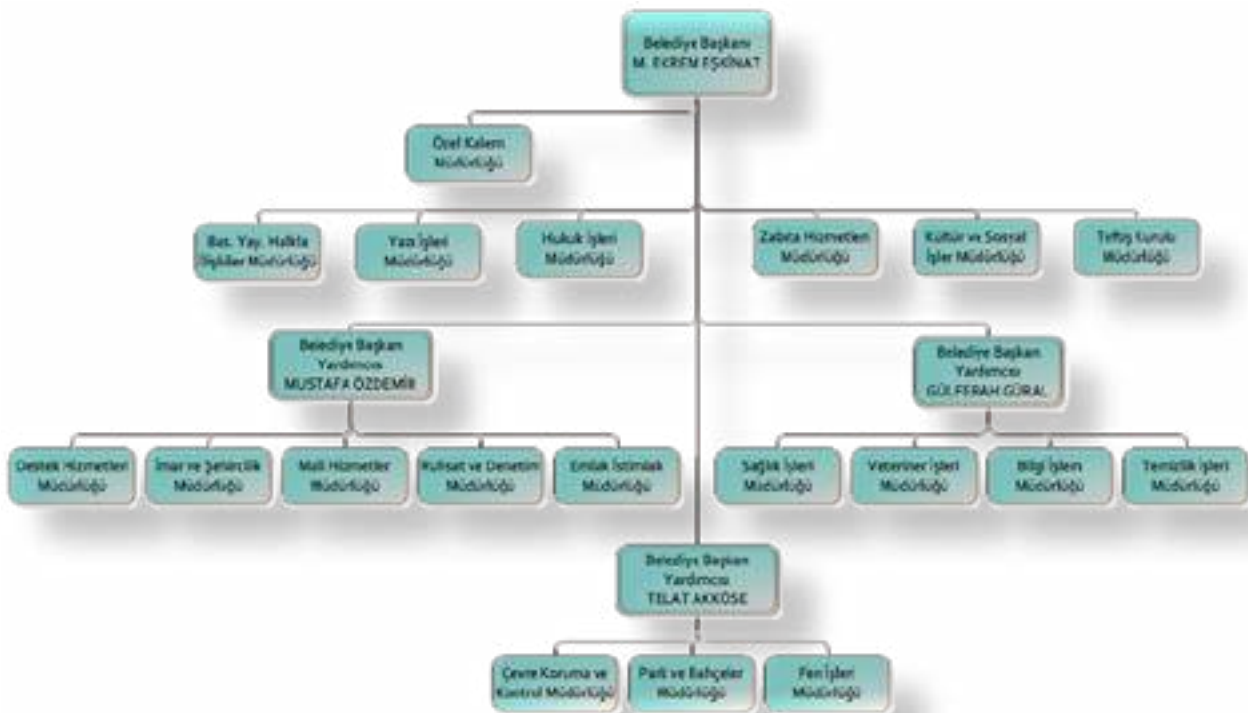 Belediye Başkanı
M. EKREM EŞKİNAT
Özel Kalem
Müdürlüğü
Bas. Yay. Halkla
İlişkiler Müdürlüğü
Yazı İşleri
Müdürlüğü
Hukuk İşleri
Müdürlüğü
Zabıta Hizmetleri
Müdürlüğü
Kültür ve Sosyal
İşler Müdürlüğü
Teftiş Kurulu
Müdürlüğü
Belediye Başkan
Yardımcısı
MUSTAFA ÖZDEMİR
Belediye Başkan
Yardımcısı
GÜLFERAH GÜRAL
Destek Hizmetleri
Müdürlüğü
İmar ve Şehircilik
Müdürlüğü
Mali Hizmetler
Müdürlüğü
Ruhsat ve Denetim
Müdürlüğü
Emlak İstimlak
Müdürlüğü
Sağlık İşleri
Müdürlüğü
Veteriner İşleri
Müdürlüğü
Bilgi İşlem
Müdürlüğü
Temizlik İşleri
Müdürlüğü
Belediye Başkan
Yardımcısı
TELAT AKKÖSE
Çevre Koruma ve
Kontrol Müdürlüğü
Park ve Bahçeler
Müdürlüğü
Fen İşleri
Müdürlüğü